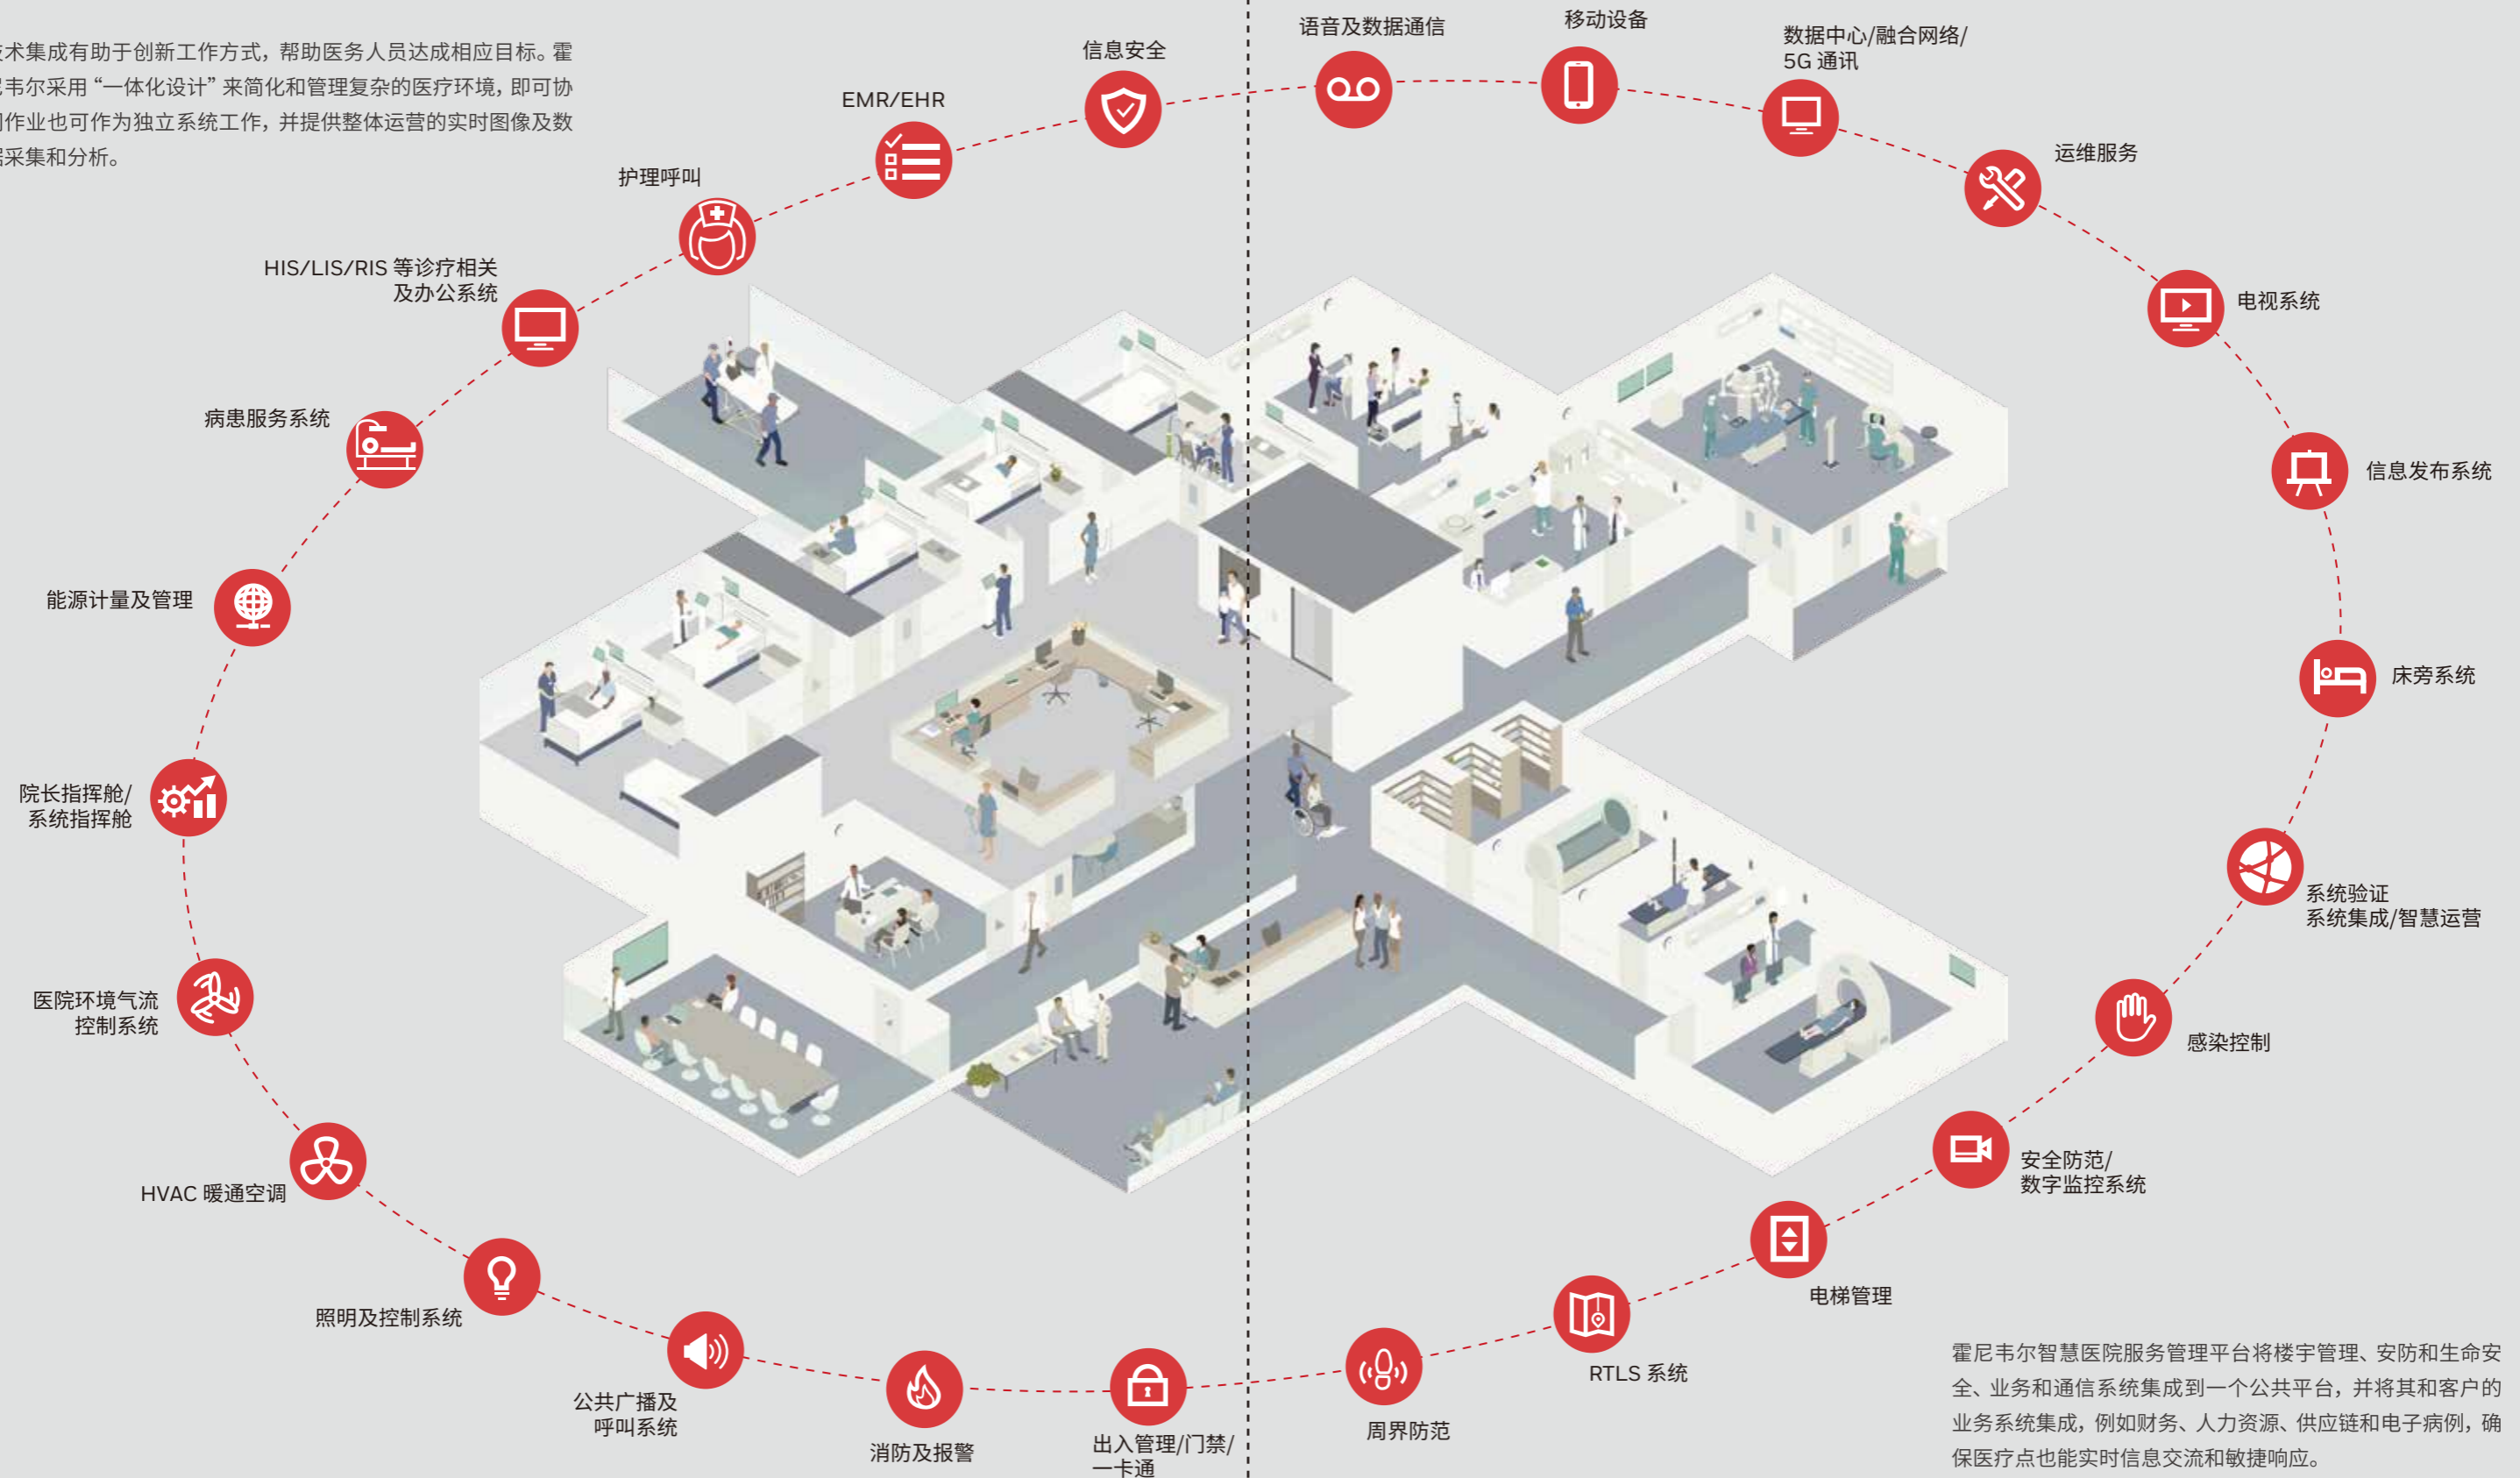 技术集成有助于创新工作方式，帮助医务人员达成相应目标。霍
尼韦尔采用“一体化设计”来简化和管理复杂的医疗环境，即可协
同作业也可作为独立系统工作，并提供整体运营的实时图像及数
据采集和分析。
语音及数据通信
移动设备
数据中心/融合网络/
5G 通讯
信息安全
EMR/EHR
运维服务
护理呼叫
HIS/LIS/RIS 等诊疗相关
及办公系统
电视系统
病患服务系统
信息发布系统
能源计量及管理
床旁系统
院长指挥舱/
系统指挥舱
系统验证
系统集成/智慧运营
医院环境气流
控制系统
感染控制
HVAC 暖通空调
安全防范/
数字监控系统
照明及控制系统
电梯管理
公共广播及
呼叫系统
RTLS 系统
消防及报警
出入管理/门禁/
一卡通
周界防范
霍尼韦尔智慧医院服务管理平台将楼宇管理、安防和生命安
全、业务和通信系统集成到一个公共平台，并将其和客户的
业务系统集成，例如财务、人力资源、供应链和电子病例，确
保医疗点也能实时信息交流和敏捷响应。